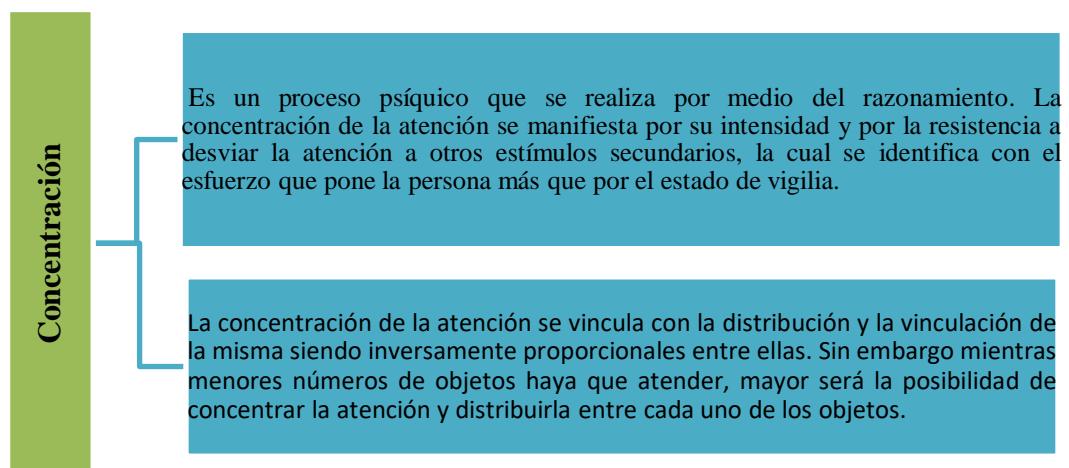 Concentración
Es un proceso psíquico que se realiza por medio del razonamiento. La
concentración de la atención se manifiesta por su intensidad y por la resistencia a
desviar la atención a otros estímulos secundarios, la cual se identifica con el
esfuerzo que pone la persona más que por el estado de vigilia.
La concentración de la atención se vincula con la distribución y la vinculación de
la misma siendo inversamente proporcionales entre ellas. Sin embargo mientras
menores números de objetos haya que atender, mayor será la posibilidad de
concentrar la atención y distribuirla entre cada uno de los objetos.